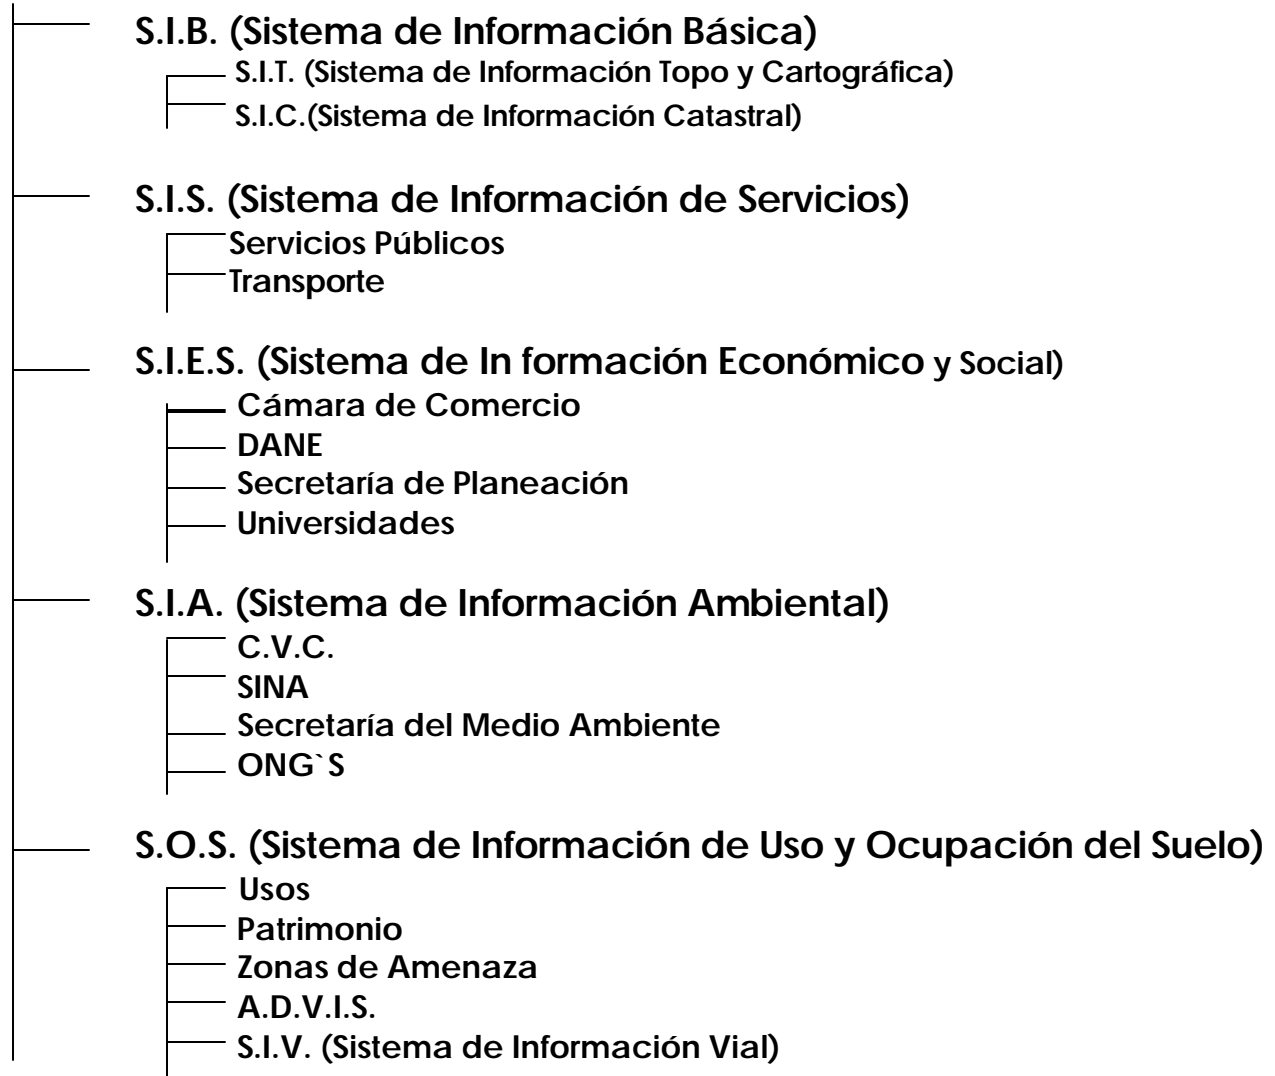 S.I.B. (Sistema de Información Básica)
S.I.T. (Sistema de Información Topo y Cartográfica)
S.I.C.(Sistema de Información Catastral)
S.I.S. (Sistema de Información de Servicios)
Servicios Públicos
Transporte
S.I.E.S. (Sistema de In formación Económico y Social)
Cámara de Comercio
DANE
Secretaría de Planeación
Universidades
S.I.A. (Sistema de Información Ambiental)
C.V.C.
SINA
Secretaría del Medio Ambiente
ONG`S
S.O.S. (Sistema de Información de Uso y Ocupación del Suelo)
Usos
Patrimonio
Zonas de Amenaza
A.D.V.I.S.
S.I.V. (Sistema de Información Vial)